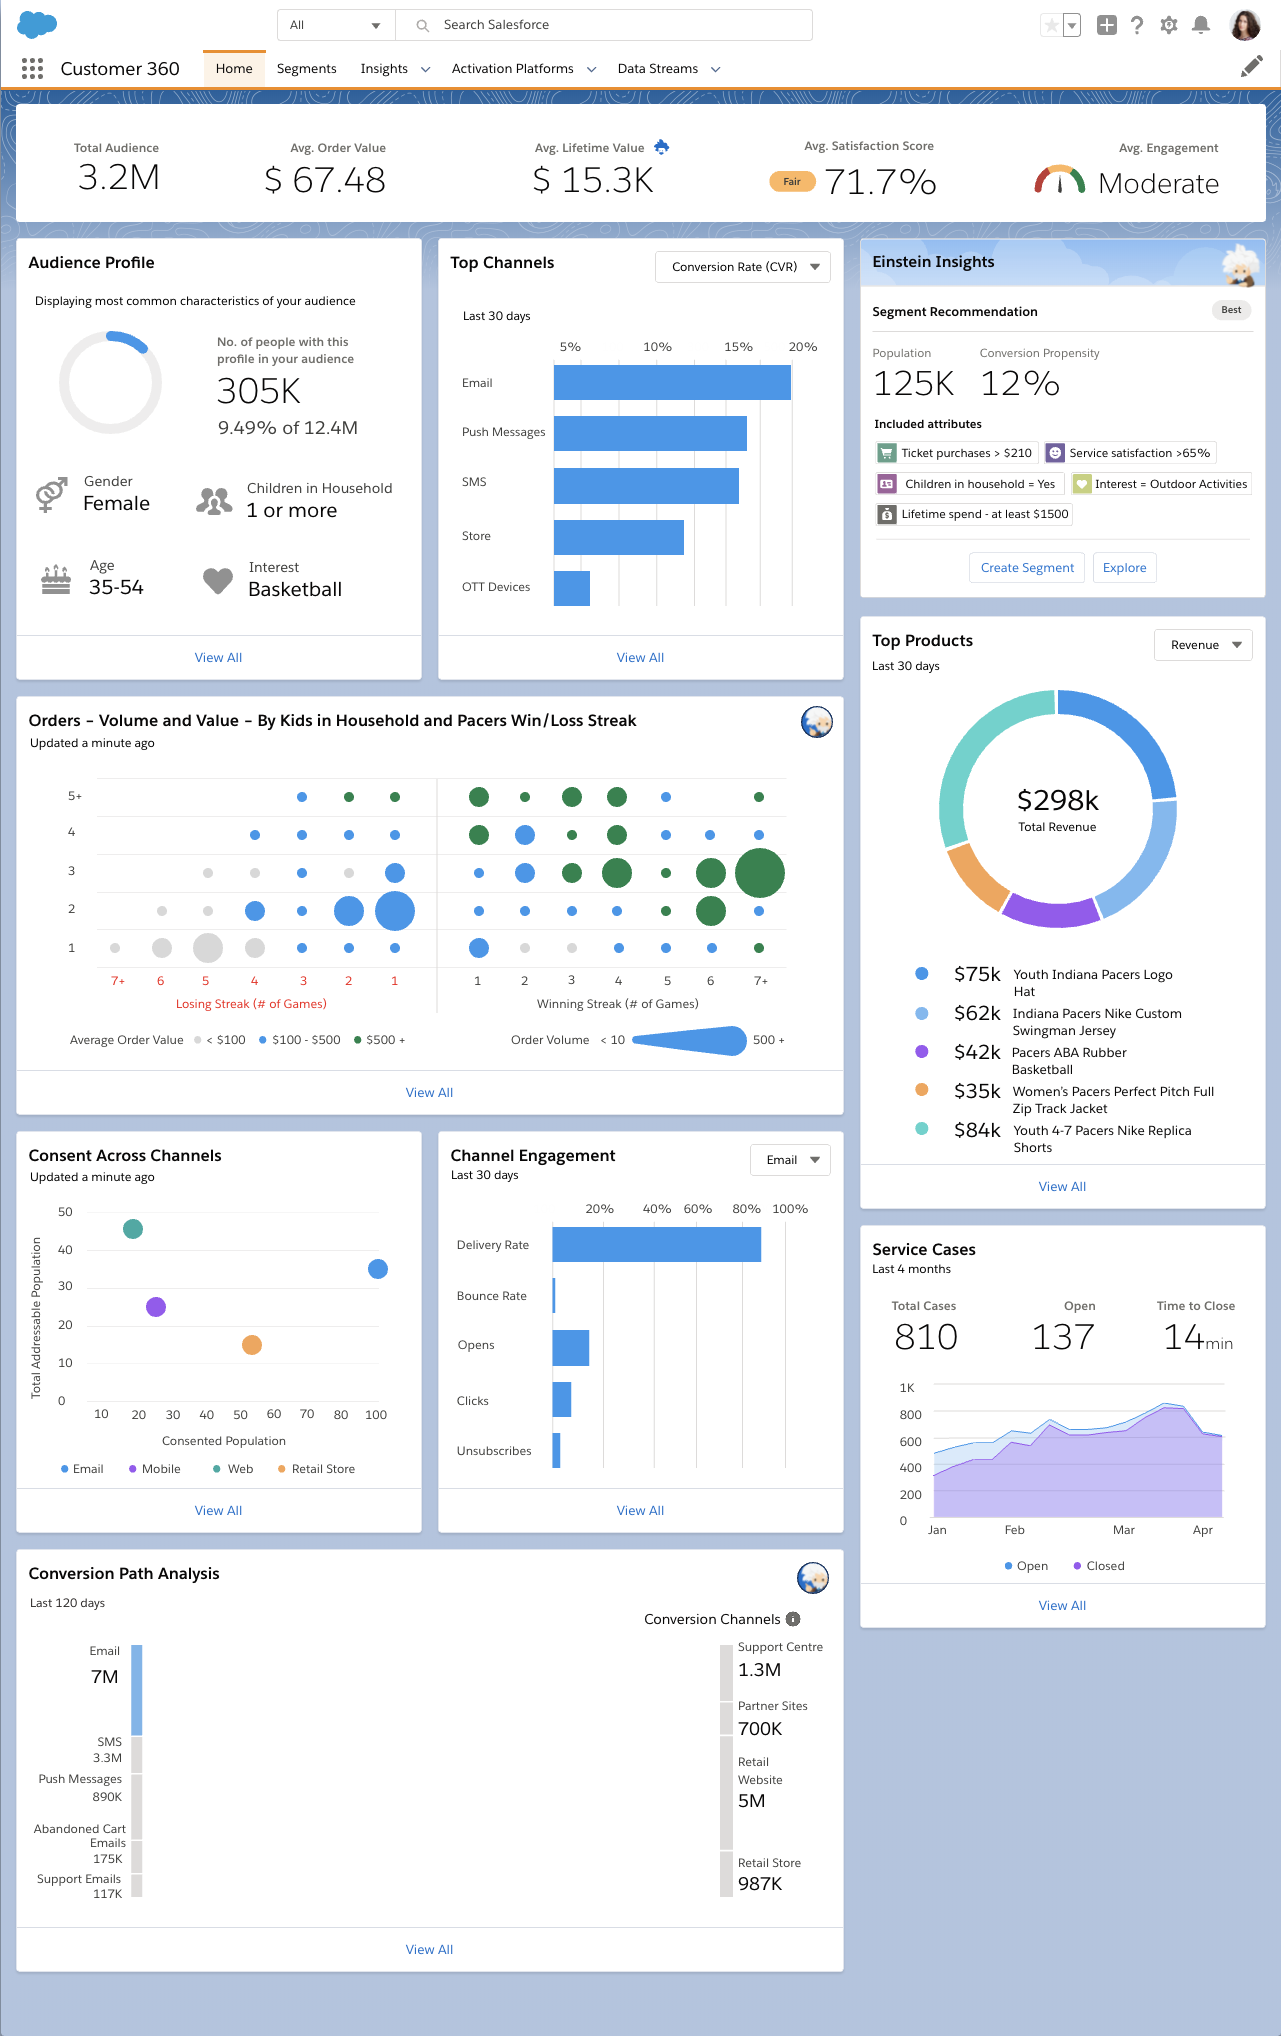 All
Search Salesforce
Customer 360
Home
Segments
Insights
Activation Platforms
Data Streams
Total Audience
3.2M
Avg. Order Value
$ 67.48
Avg. Lifetime Value
$ 15.3K
Avg. Satisfaction Score
Fair
71.7%
Avg. Engagement
Moderate
Audience Profile
Displaying most common characteristics of your audience
No. of people with this
profile in your audience
305K
9.49% of 12.4M
Gender
Female
Children in Household
1 or more
Age
35-54
Interest
Basketball
View All
Top Channels
Conversion Rate (CVR)
Last 30 days
5% 10% 15% 20%
Email
Push Messages
SMS
Store
OTT Devices
View All
Einstein Insights
Segment Recommendation
Best
Population
125K
Conversion Propensity
12%
Included attributes
Ticket purchases > $210
Service satisfaction >65%
Children in household = Yes
Interest = Outdoor Activities
Lifetime spend - at least $1500
Create Segment
Explore
Orders – Volume and Value – By Kids in Household and Pacers Win/Loss Streak
Updated a minute ago
5+
4
3
2
1
7+ 6 5 4 3 2 1
1 2 3 4 5 6 7+
Losing Streak (# of Games)
Winning Streak (# of Games)
Average Order Value
< $100
$100 - $500
$500 +
Order Volume
< 10
500 +
View All
Top Products
Revenue
Last 30 days
$298k
Total Revenue
$75k
Youth Indiana Pacers Logo
Hat
$62k
Indiana Pacers Nike Custom
Swingman Jersey
$42k
Pacers ABA Rubber
Basketball
$35k
Women's Pacers Perfect Pitch Full
Zip Track Jacket
$84k
Youth 4-7 Pacers Nike Replica
Shorts
View All
Consent Across Channels
Updated a minute ago
Total Addressable Population
50
40
30
20
10
0
10 20 30 40 50 60 70 80 100
Consented Population
Email
Mobile
Web
Retail Store
View All
Channel Engagement
Email
Last 30 days
20% 40% 60% 80% 100%
Delivery Rate
Bounce Rate
Opens
Clicks
Unsubscribes
View All
Service Cases
Last 4 months
Total Cases
810
Open
137
Time to Close
14min
1K
800
600
400
200
0
Jan Feb Mar Apr
Open
Closed
View All
Conversion Path Analysis
Last 120 days
Conversion Channels
Email
7M
SMS
3.3M
Push Messages
890K
Abandoned Cart
Emails
175K
Support Emails
117K
Support Centre
1.3M
Partner Sites
700K
Retail
Website
5M
Retail Store
987K
View All